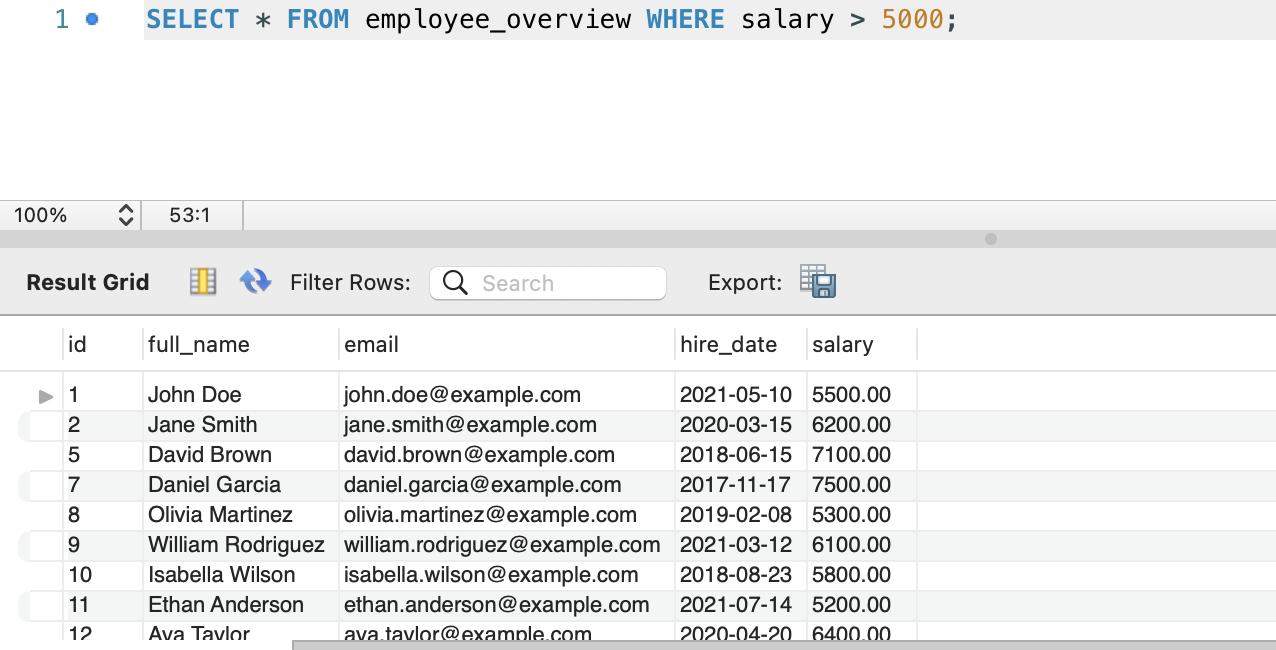 1 SELECT * FROM employee_overview WHERE salary > 5000;
100% 53:1
Result Grid Filter Rows: Search Export:
id full_name email hire_date salary
1 John Doe john.doe@example.com 2021-05-10 5500.00
2 Jane Smith jane.smith@example.com 2020-03-15 6200.00
5 David Brown david.brown@example.com 2018-06-15 7100.00
7 Daniel Garcia daniel.garcia@example.com 2017-11-17 7500.00
8 Olivia Martinez olivia.martinez@example.com 2019-02-08 5300.00
9 William Rodriguez william.rodriguez@example.com 2021-03-12 6100.00
10 Isabella Wilson isabella.wilson@example.com 2018-08-23 5800.00
11 Ethan Anderson ethan.anderson@example.com 2021-07-14 5200.00
12 Ava Taylor ava.taylor@example.com 2020-04-20 6400.00